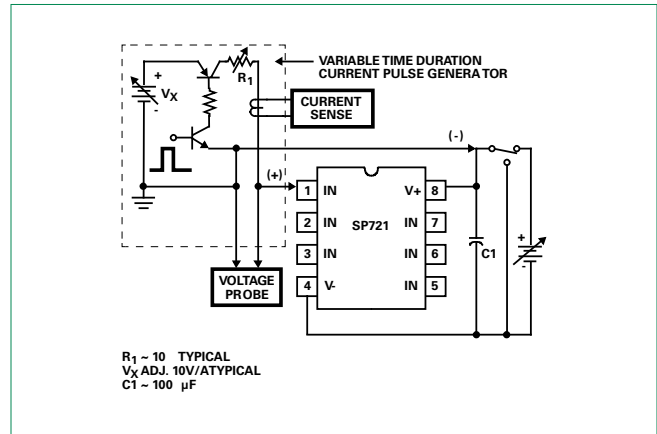 VARIABLE TIME DURATION
CURRENT PULSE GENERATOR
+
VX
-
R1
CURRENT
SENSE
(-)
(+)
1 IN
V+ 8
2 IN
IN 7
SP721
3 IN
IN 6
4 V-
IN 5
C1
+
-
VOLTAGE
PROBE
R1 ~ 10 TYPICAL
VX ADJ. 10V/ATYPICAL
C1 ~ 100 µF